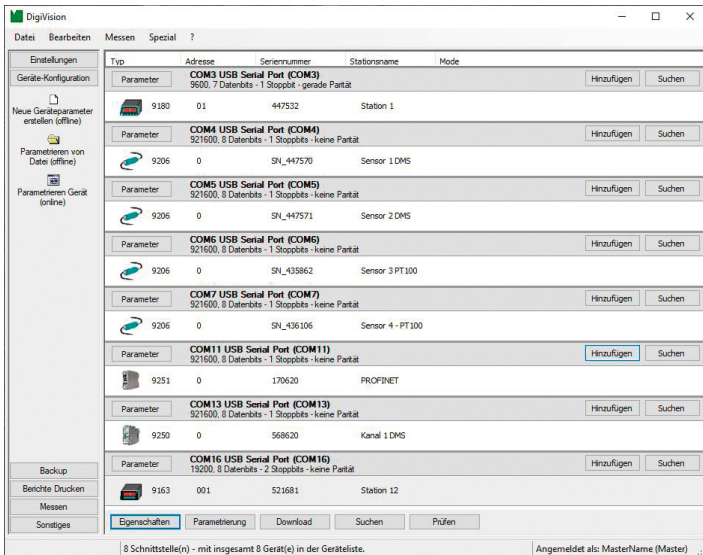 DigiVision
Datei Bearbeiten Messen Spezial ?
Einstellungen
Geräte-Konfiguration
Neue Geräteparameter
erstellen (offline)
Parametrieren von
Datei (offline)
Parametrieren Gerät
(online)
Backup
Berichte Drucken
Messen
Sonstiges
Typ Adresse Seriennummer Stationsname Mode
Parameter COM3 USB Serial Port (COM3) Hinzufügen Suchen
9600, 7 Datenbits - 1 Stoppbit - gerade Parität
9180 01 447532 Station 1
Parameter COM4 USB Serial Port (COM4) Hinzufügen Suchen
921600, 8 Datenbits - 1 Stoppbits - keine Parität
9206 0 SN_447570 Sensor 1 DMS
Parameter COM5 USB Serial Port (COM5) Hinzufügen Suchen
921600, 8 Datenbits - 1 Stoppbits - keine Parität
9206 0 SN_447571 Sensor 2 DMS
Parameter COM6 USB Serial Port (COM6) Hinzufügen Suchen
921600, 8 Datenbits - 1 Stoppbits - keine Parität
9206 0 SN_435862 Sensor 3 PT100
Parameter COM7 USB Serial Port (COM7) Hinzufügen Suchen
921600, 8 Datenbits - 1 Stoppbits - keine Parität
9206 0 SN_436106 Sensor 4 - PT100
Parameter COM11 USB Serial Port (COM11) Hinzufügen Suchen
921600, 8 Datenbits - 1 Stoppbits - keine Parität
9251 0 170620 PROFINET
Parameter COM13 USB Serial Port (COM13) Hinzufügen Suchen
921600, 8 Datenbits - 1 Stoppbits - keine Parität
9250 0 568620 Kanal 1 DMS
Parameter COM16 USB Serial Port (COM16) Hinzufügen Suchen
19200, 8 Datenbits - 2 Stoppbits - keine Parität
9163 001 521681 Station 12
Eigenschaften Parametrierung Download Suchen Prüfen
8 Schnittstelle(n) - mit insgesamt 8 Gerät(e) in der Geräteliste. Angemeldet als: MasterName (Master)